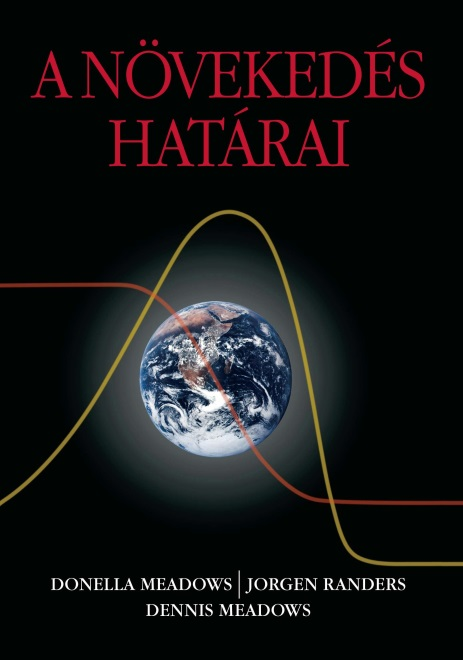 A NÖVEKEDÉS
HATÁRAI
DONELLA MEADOWS | JORGEN RANDERS
DENNIS MEADOWS